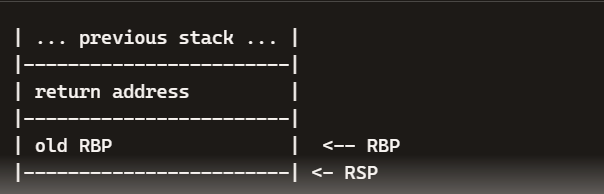 | ... previous stack ... |
|------------------------|
| return address         |
|------------------------|
| old RBP                |  <-- RBP
|------------------------| <- RSP